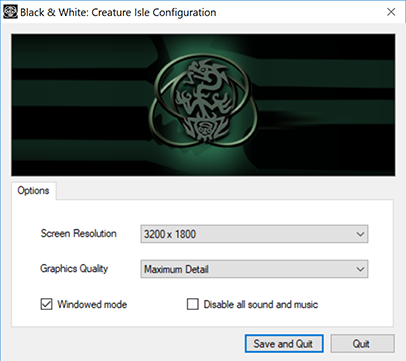 Black & White: Creature Isle Configuration
Options
Screen Resolution 3200 x 1800
Graphics Quality Maximum Detail
Windowed mode Disable all sound and music
Save and Quit Quit